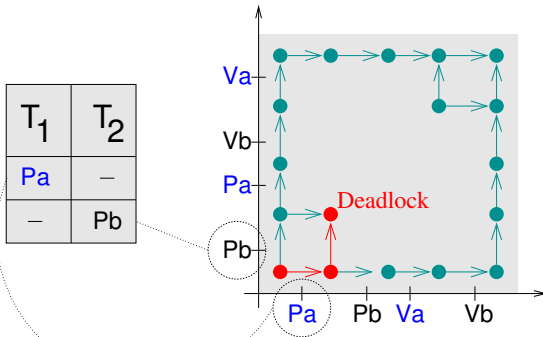 T1 T2
Pa –
– Pb
Va
Vb
Pa
Pb
Deadlock
Pa Pb Va Vb